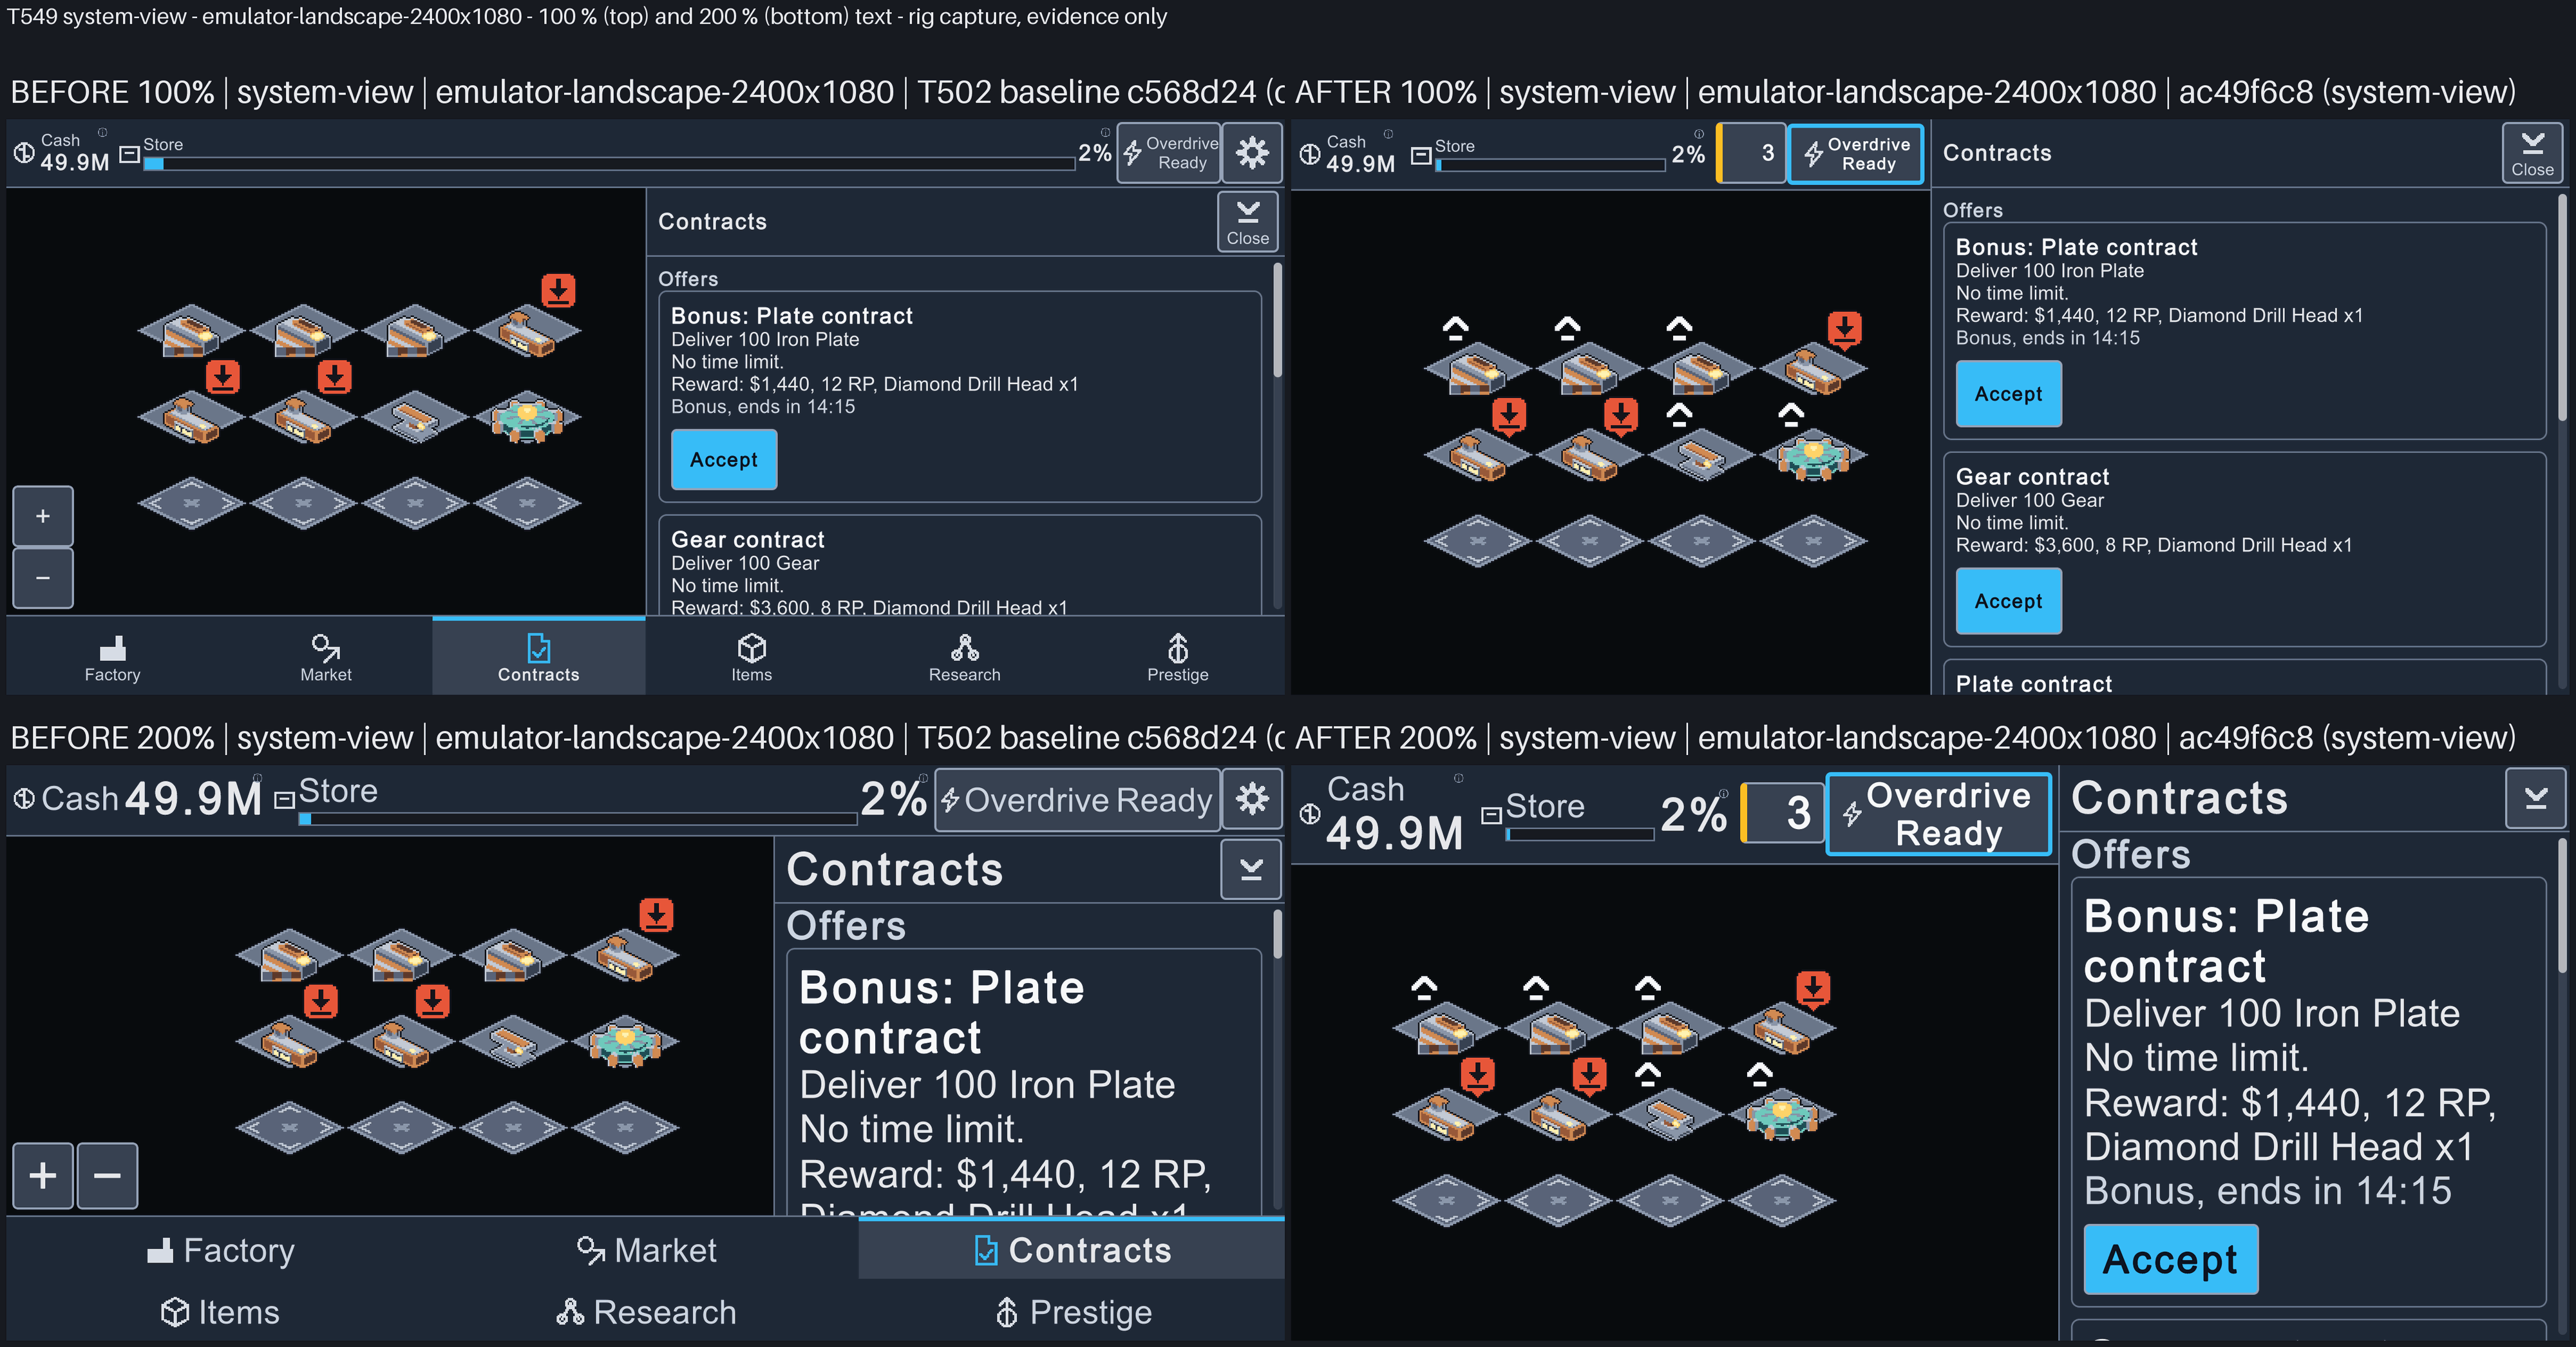 T549 system-view - emulator-landscape-2400x1080 - 100 % (top) and 200 % (bottom) text - rig capture, evidence only
BEFORE 100% | system-view | emulator-landscape-2400x1080 | T502 baseline c568d24 (c
Cash
49.9M
Store
2%
Overdrive
Ready
Contracts
Close
Offers
Bonus: Plate contract
Deliver 100 Iron Plate
No time limit.
Reward: $1,440, 12 RP, Diamond Drill Head x1
Bonus, ends in 14:15
Accept
Gear contract
Deliver 100 Gear
No time limit.
Reward: $3,600, 8 RP, Diamond Drill Head x1
+
−
Factory
Market
Contracts
Items
Research
Prestige
AFTER 100% | system-view | emulator-landscape-2400x1080 | ac49f6c8 (system-view)
Cash
49.9M
Store
2%
3
Overdrive
Ready
Contracts
Close
Offers
Bonus: Plate contract
Deliver 100 Iron Plate
No time limit.
Reward: $1,440, 12 RP, Diamond Drill Head x1
Bonus, ends in 14:15
Accept
Gear contract
Deliver 100 Gear
No time limit.
Reward: $3,600, 8 RP, Diamond Drill Head x1
Accept
Plate contract
BEFORE 200% | system-view | emulator-landscape-2400x1080 | T502 baseline c568d24 (c
Cash 49.9M
Store
2%
Overdrive Ready
Contracts
Offers
Bonus: Plate
contract
Deliver 100 Iron Plate
No time limit.
Reward: $1,440, 12 RP,
Diamond Drill Head x1
+
−
Factory
Market
Contracts
Items
Research
Prestige
AFTER 200% | system-view | emulator-landscape-2400x1080 | ac49f6c8 (system-view)
Cash
49.9M
Store
2%
3
Overdrive
Ready
Contracts
Offers
Bonus: Plate
contract
Deliver 100 Iron Plate
No time limit.
Reward: $1,440, 12 RP,
Diamond Drill Head x1
Bonus, ends in 14:15
Accept